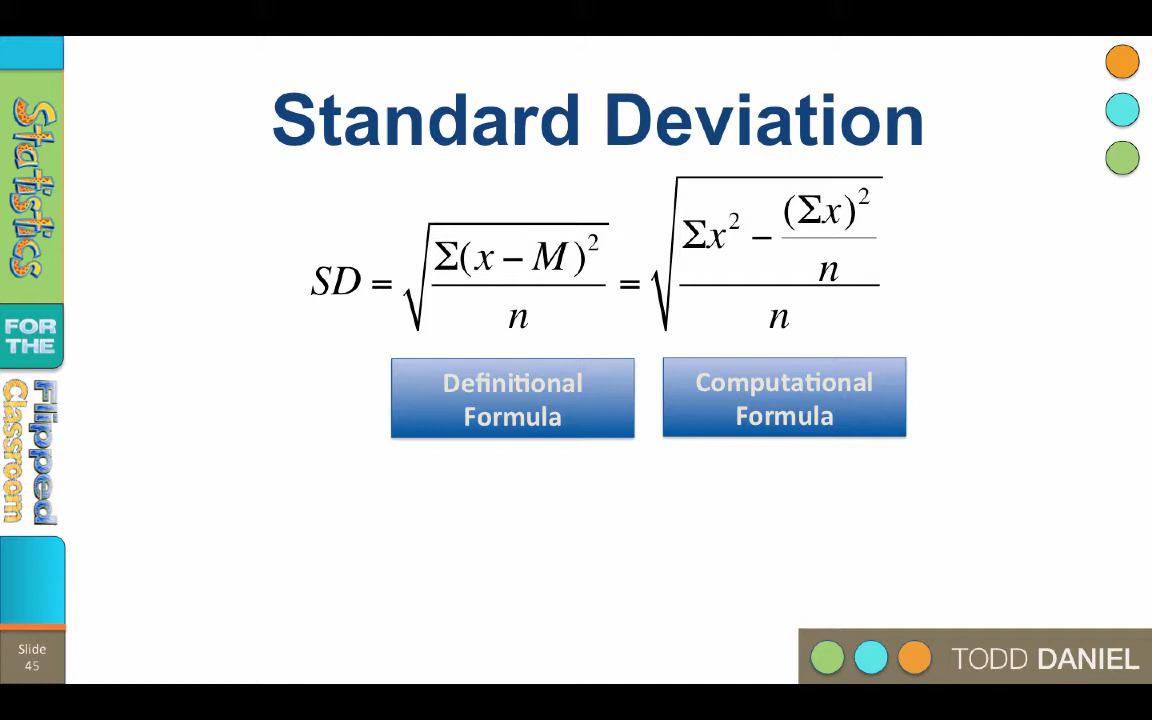 Standard Deviation
SD = √(Σ(x – M)² / n) = √((Σx² – (Σx)² / n) / n)
Definitional
Formula
Computational
Formula
Statistics
FOR THE
Flipped
Classroom
Slide
45
TODD DANIEL